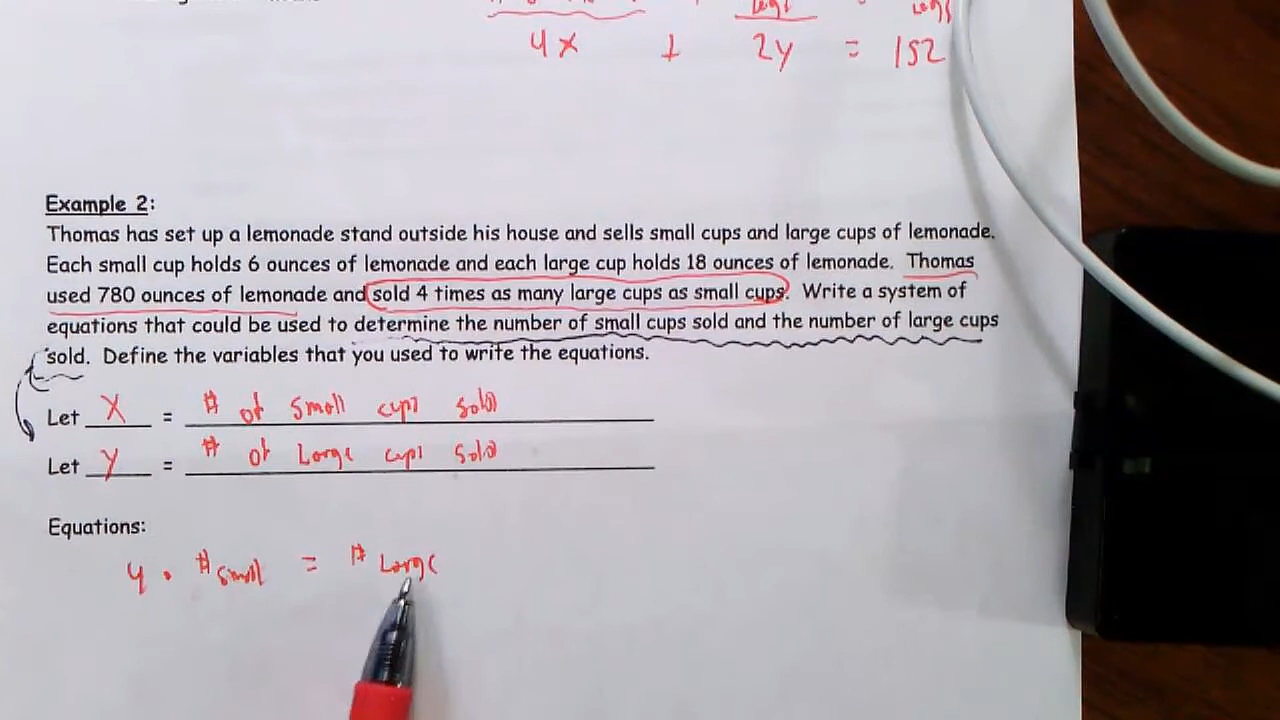 4x + 2y = 152
Example 2:
Thomas has set up a lemonade stand outside his house and sells small cups and large cups of lemonade.
Each small cup holds 6 ounces of lemonade and each large cup holds 18 ounces of lemonade. Thomas
used 780 ounces of lemonade and sold 4 times as many large cups as small cups. Write a system of
equations that could be used to determine the number of small cups sold and the number of large cups
sold. Define the variables that you used to write the equations.
Let X = # of small cups sold
Let y = # of Large cups sold
Equations:
4 • # small = # Large